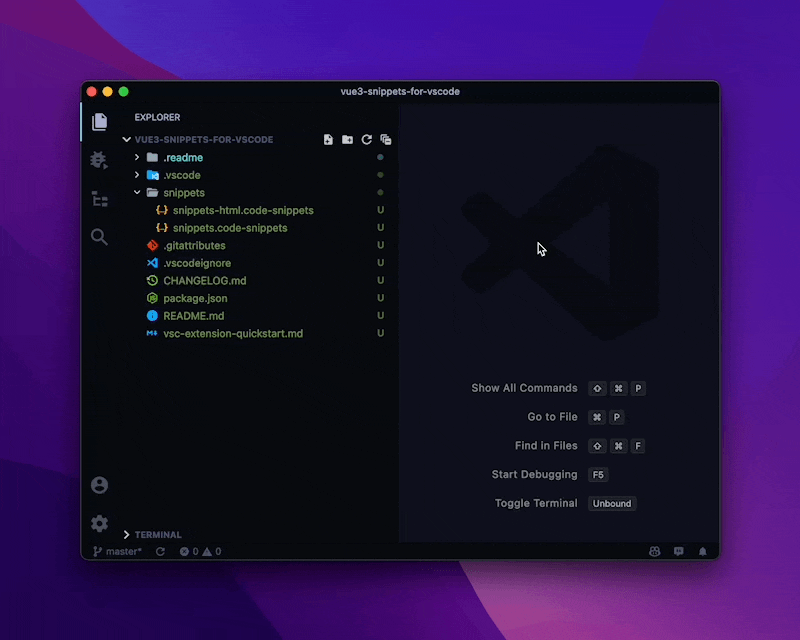 vue3-snippets-for-vscode
EXPLORER
VUE3-SNIPPETS-FOR-VSCODE
.readme
.vscode
snippets
{..} snippets-html.code-snippets U
{..} snippets.code-snippets U
.gitattributes U
.vscodeignore U
CHANGELOG.md U
package.json U
README.md U
vsc-extension-quickstart.md U
Show All Commands ⇧ ⌘ P
Go to File ⌘ P
Find in Files ⇧ ⌘ F
Start Debugging F5
Toggle Terminal Unbound
TERMINAL
master* 0 0